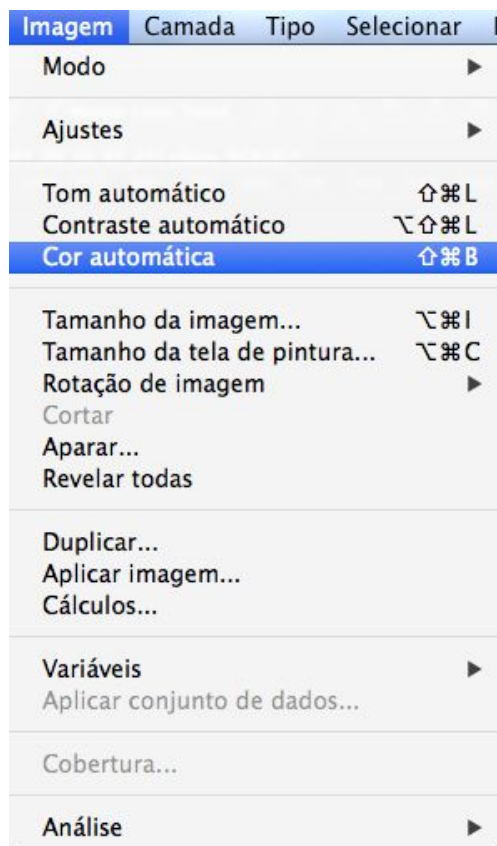 Imagem Camada Tipo Selecionar
Modo ▶
Ajustes ▶
Tom automático ⇧⌘L
Contraste automático ⌥⇧⌘L
Cor automática ⇧⌘B
Tamanho da imagem... ⌥⌘I
Tamanho da tela de pintura... ⌥⌘C
Rotação de imagem ▶
Cortar
Aparar...
Revelar todas
Duplicar...
Aplicar imagem...
Cálculos...
Variáveis ▶
Aplicar conjunto de dados...
Cobertura...
Análise ▶